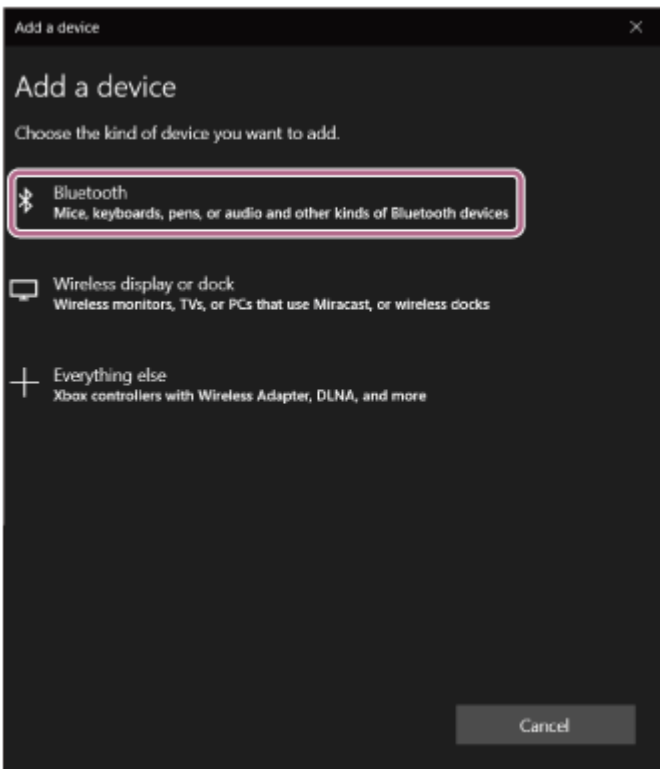 Add a device
Add a device
Choose the kind of device you want to add.
Bluetooth
Mice, keyboards, pens, or audio and other kinds of Bluetooth devices
Wireless display or dock
Wireless monitors, TVs, or PCs that use Miracast, or wireless docks
Everything else
Xbox controllers with Wireless Adapter, DLNA, and more
Cancel